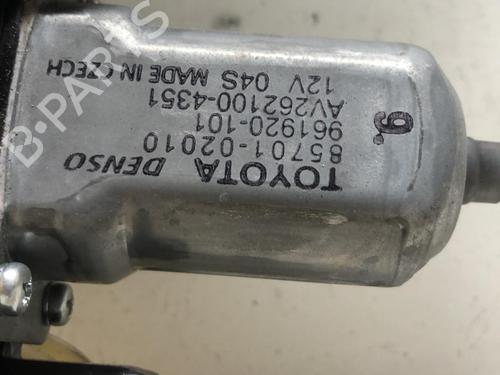 TOYOTA DENSO
85701-02010
961920-101
AV262100-4351
12V 04S MADE IN CZECH
9.
B-PARTS